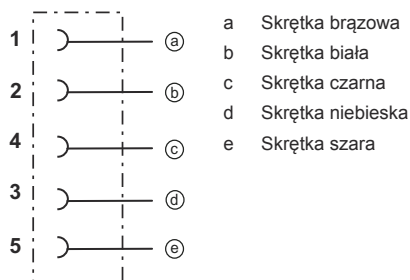 1 a
2 b
4 c
3 d
5 e
a Skrętka brązowa
b Skrętka biała
c Skrętka czarna
d Skrętka niebieska
e Skrętka szara